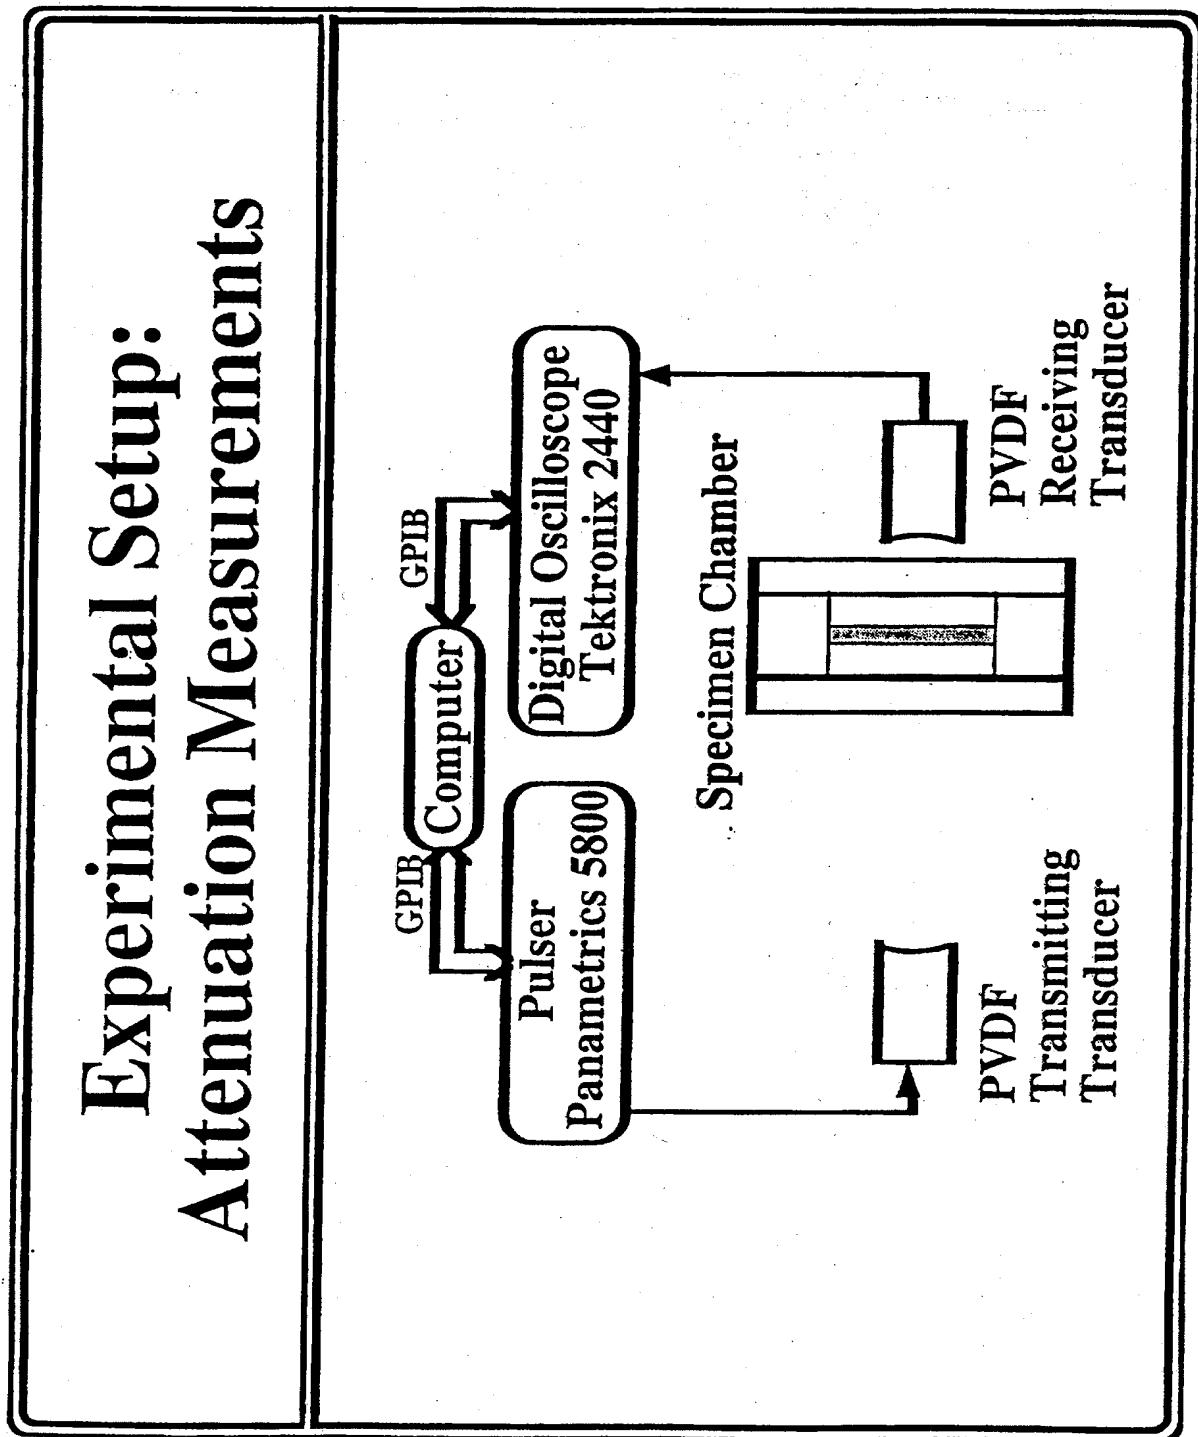 Experimental Setup:
Attenuation Measurements
GPIB
GPIB
Computer
Pulser
Panametrics 5800
Digital Oscilloscope
Tektronix 2440
Specimen Chamber
PVDF
Transmitting
Transducer
PVDF
Receiving
Transducer